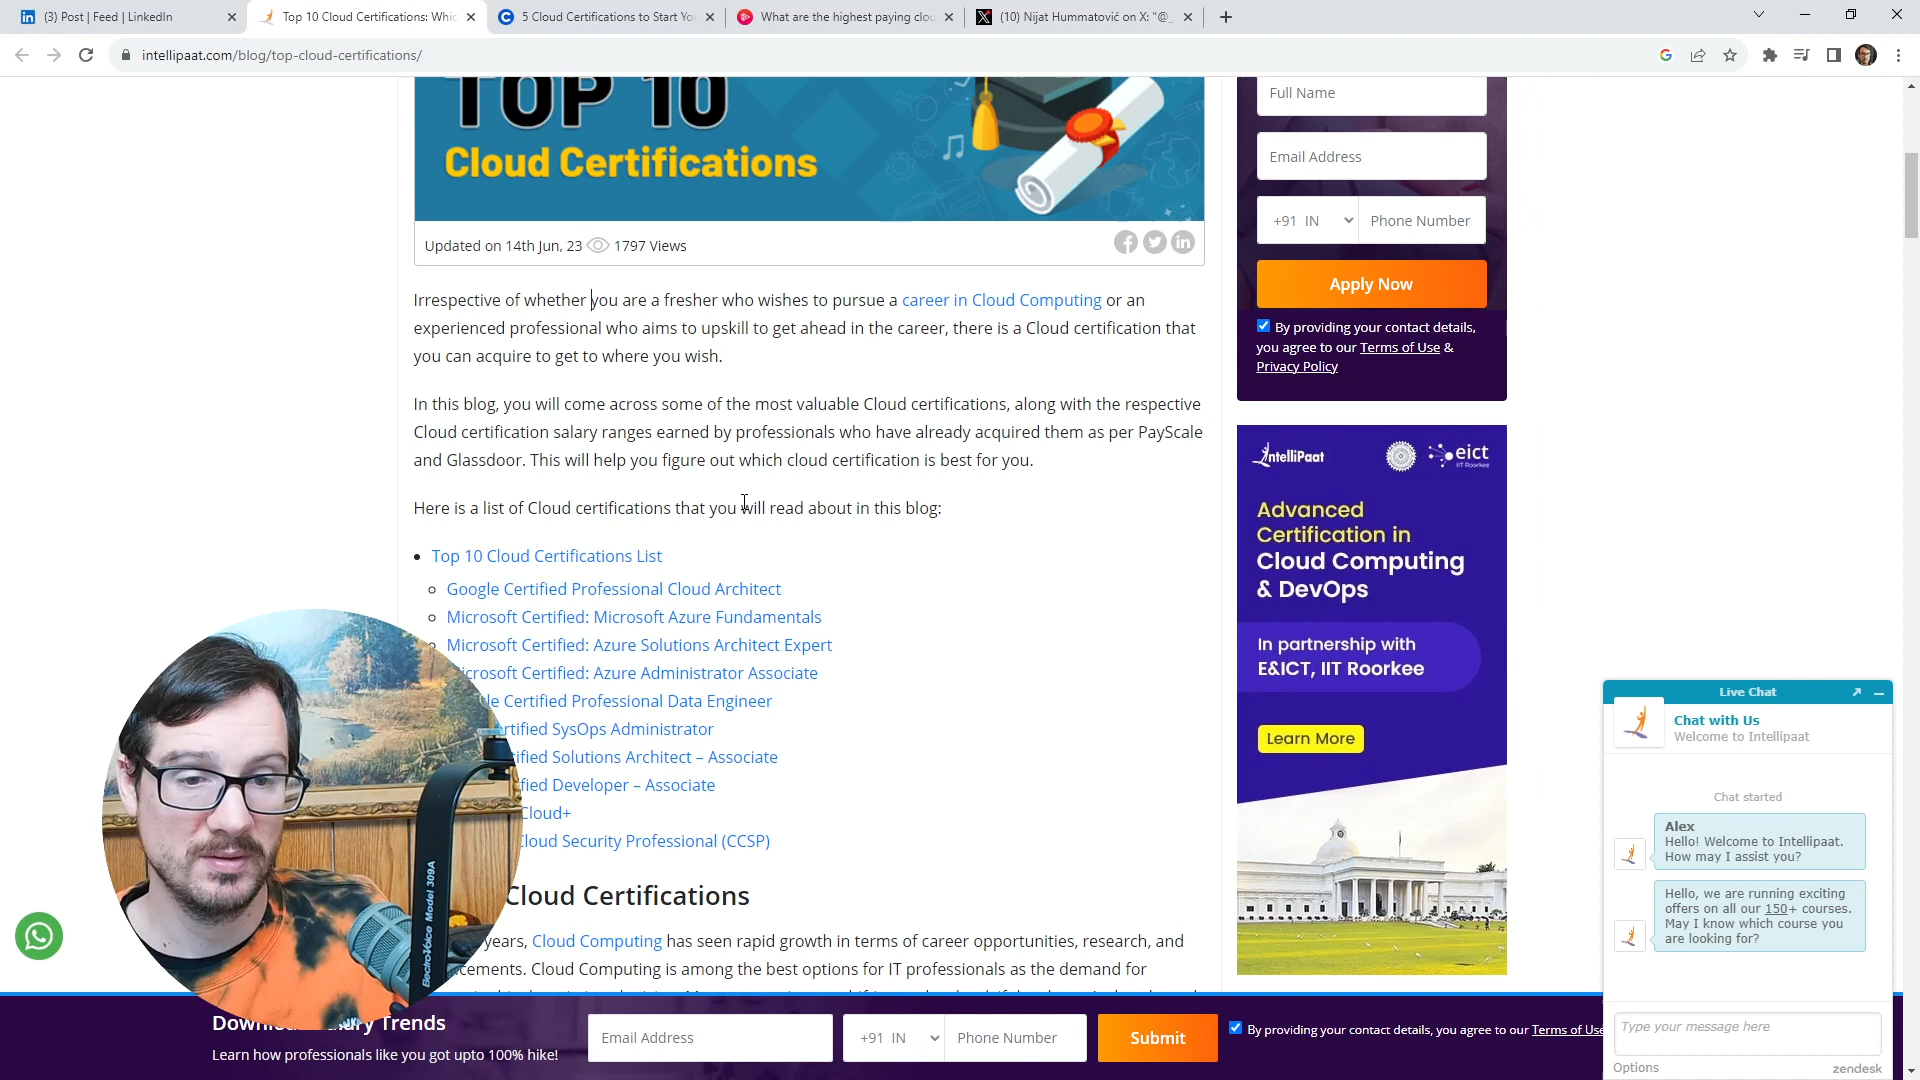 (3) Post | Feed | LinkedIn
Top 10 Cloud Certifications: Whic
5 Cloud Certifications to Start Yo
What are the highest paying clou
(10) Nijat Hummatović on X: "@_
intellipaat.com/blog/top-cloud-certifications/
TOP 10
Cloud Certifications
Updated on 14th Jun, 23 1797 Views
Irrespective of whether you are a fresher who wishes to pursue a career in Cloud Computing or an
experienced professional who aims to upskill to get ahead in the career, there is a Cloud certification that
you can acquire to get to where you wish.
In this blog, you will come across some of the most valuable Cloud certifications, along with the respective
Cloud certification salary ranges earned by professionals who have already acquired them as per PayScale
and Glassdoor. This will help you figure out which cloud certification is best for you.
Here is a list of Cloud certifications that you will read about in this blog:
Top 10 Cloud Certifications List
Google Certified Professional Cloud Architect
Microsoft Certified: Microsoft Azure Fundamentals
Microsoft Certified: Azure Solutions Architect Expert
icrosoft Certified: Azure Administrator Associate
le Certified Professional Data Engineer
rtified SysOps Administrator
ified Solutions Architect – Associate
fied Developer – Associate
Cloud+
Cloud Security Professional (CCSP)
Cloud Certifications
years, Cloud Computing has seen rapid growth in terms of career opportunities, research, and
cements. Cloud Computing is among the best options for IT professionals as the demand for
Full Name
Email Address
+91 IN
Phone Number
Apply Now
By providing your contact details,
you agree to our Terms of Use &
Privacy Policy
IntelliPaat
eict
IIT Roorkee
Advanced
Certification in
Cloud Computing
& DevOps
In partnership with
E&ICT, IIT Roorkee
Learn More
Live Chat
Chat with Us
Welcome to Intellipaat
Chat started
Alex
Hello! Welcome to Intellipaat.
How may I assist you?
Hello, we are running exciting
offers on all our 150+ courses.
May I know which course you
are looking for?
Type your message here
Options
zendesk
Electro-Voice Model 309A
Trends
Learn how professionals like you got upto 100% hike!
Email Address
+91 IN
Phone Number
Submit
By providing your contact details, you agree to our Terms of Use